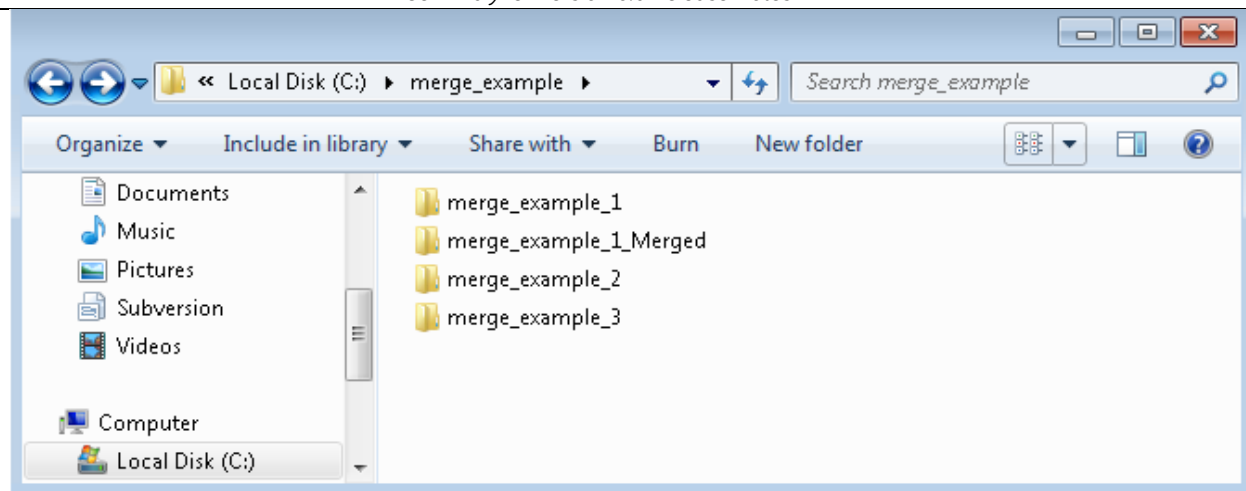 « Local Disk (C:) ▸ merge_example ▸
Search merge_example
Organize Include in library Share with Burn New folder
Documents
Music
Pictures
Subversion
Videos
Computer
Local Disk (C:)
merge_example_1
merge_example_1_Merged
merge_example_2
merge_example_3